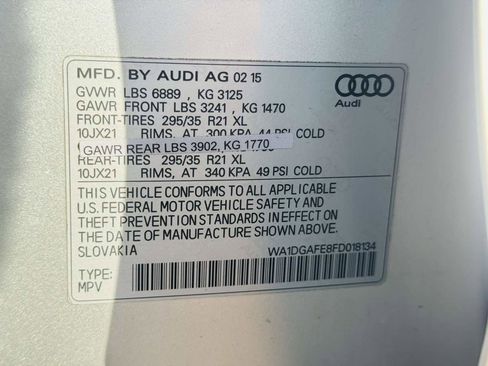 MFD. BY AUDI AG 02 15
GVWR LBS 6889 , KG 3125
GAWR FRONT LBS 3241 , KG 1470
FRONT-TIRES 295/35 R21 XL
10JX21 RIMS, AT 300 KPA 44 PSI COLD
GAWR REAR LBS 3902, KG 1770
REAR-TIRES 295/35 R21 XL
10JX21 RIMS, AT 340 KPA 49 PSI COLD
THIS VEHICLE CONFORMS TO ALL APPLICABLE
U.S. FEDERAL MOTOR VEHICLE SAFETY AND
THEFT PREVENTION STANDARDS IN EFFECT ON
THE DATE OF MANUFACTURE SHOWN ABOVE.
SLOVAKIA
WA1DGAFE8FD018134
TYPE:
MPV
Audi